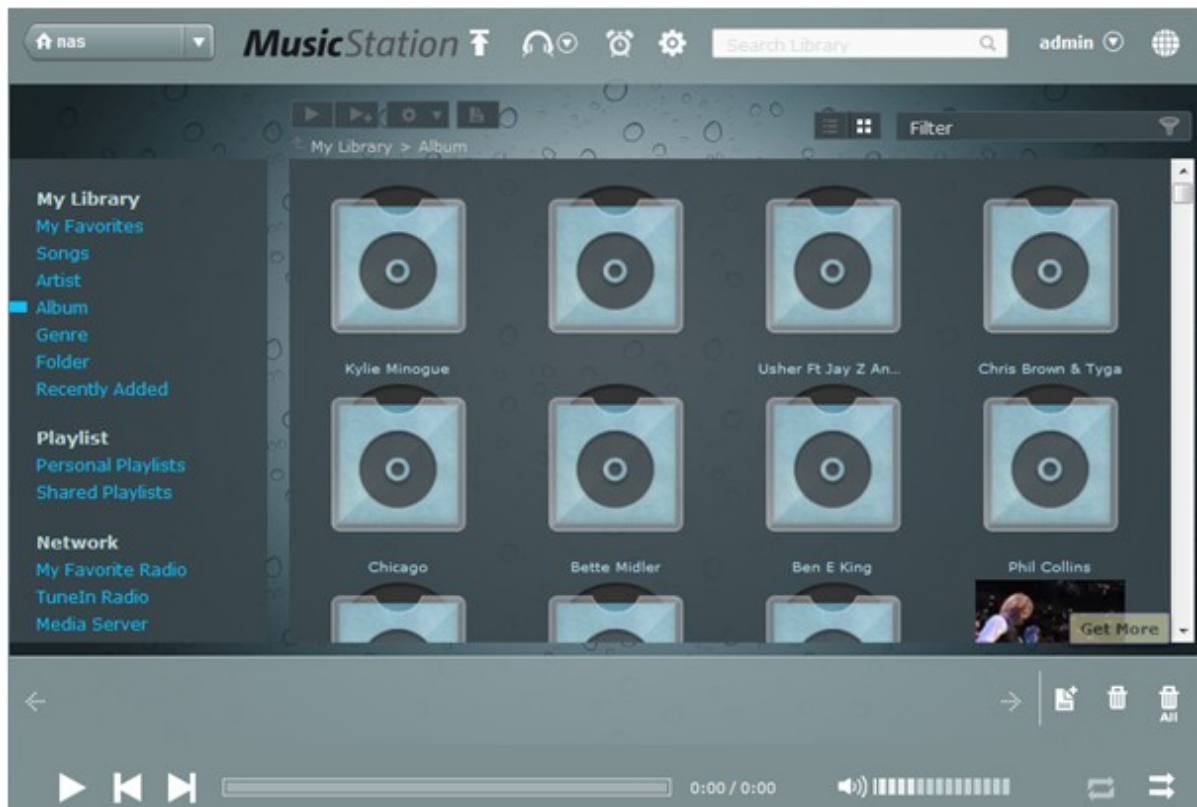 nas
MusicStation
Search Library
admin
My Library > Album
Filter
My Library
My Favorites
Songs
Artist
Album
Genre
Folder
Recently Added
Playlist
Personal Playlists
Shared Playlists
Network
My Favorite Radio
TuneIn Radio
Media Server
Kylie Minogue
Usher Ft Jay Z An...
Chris Brown & Tyga
Chicago
Bette Midler
Ben E King
Phil Collins
Get More
All
0:00 / 0:00